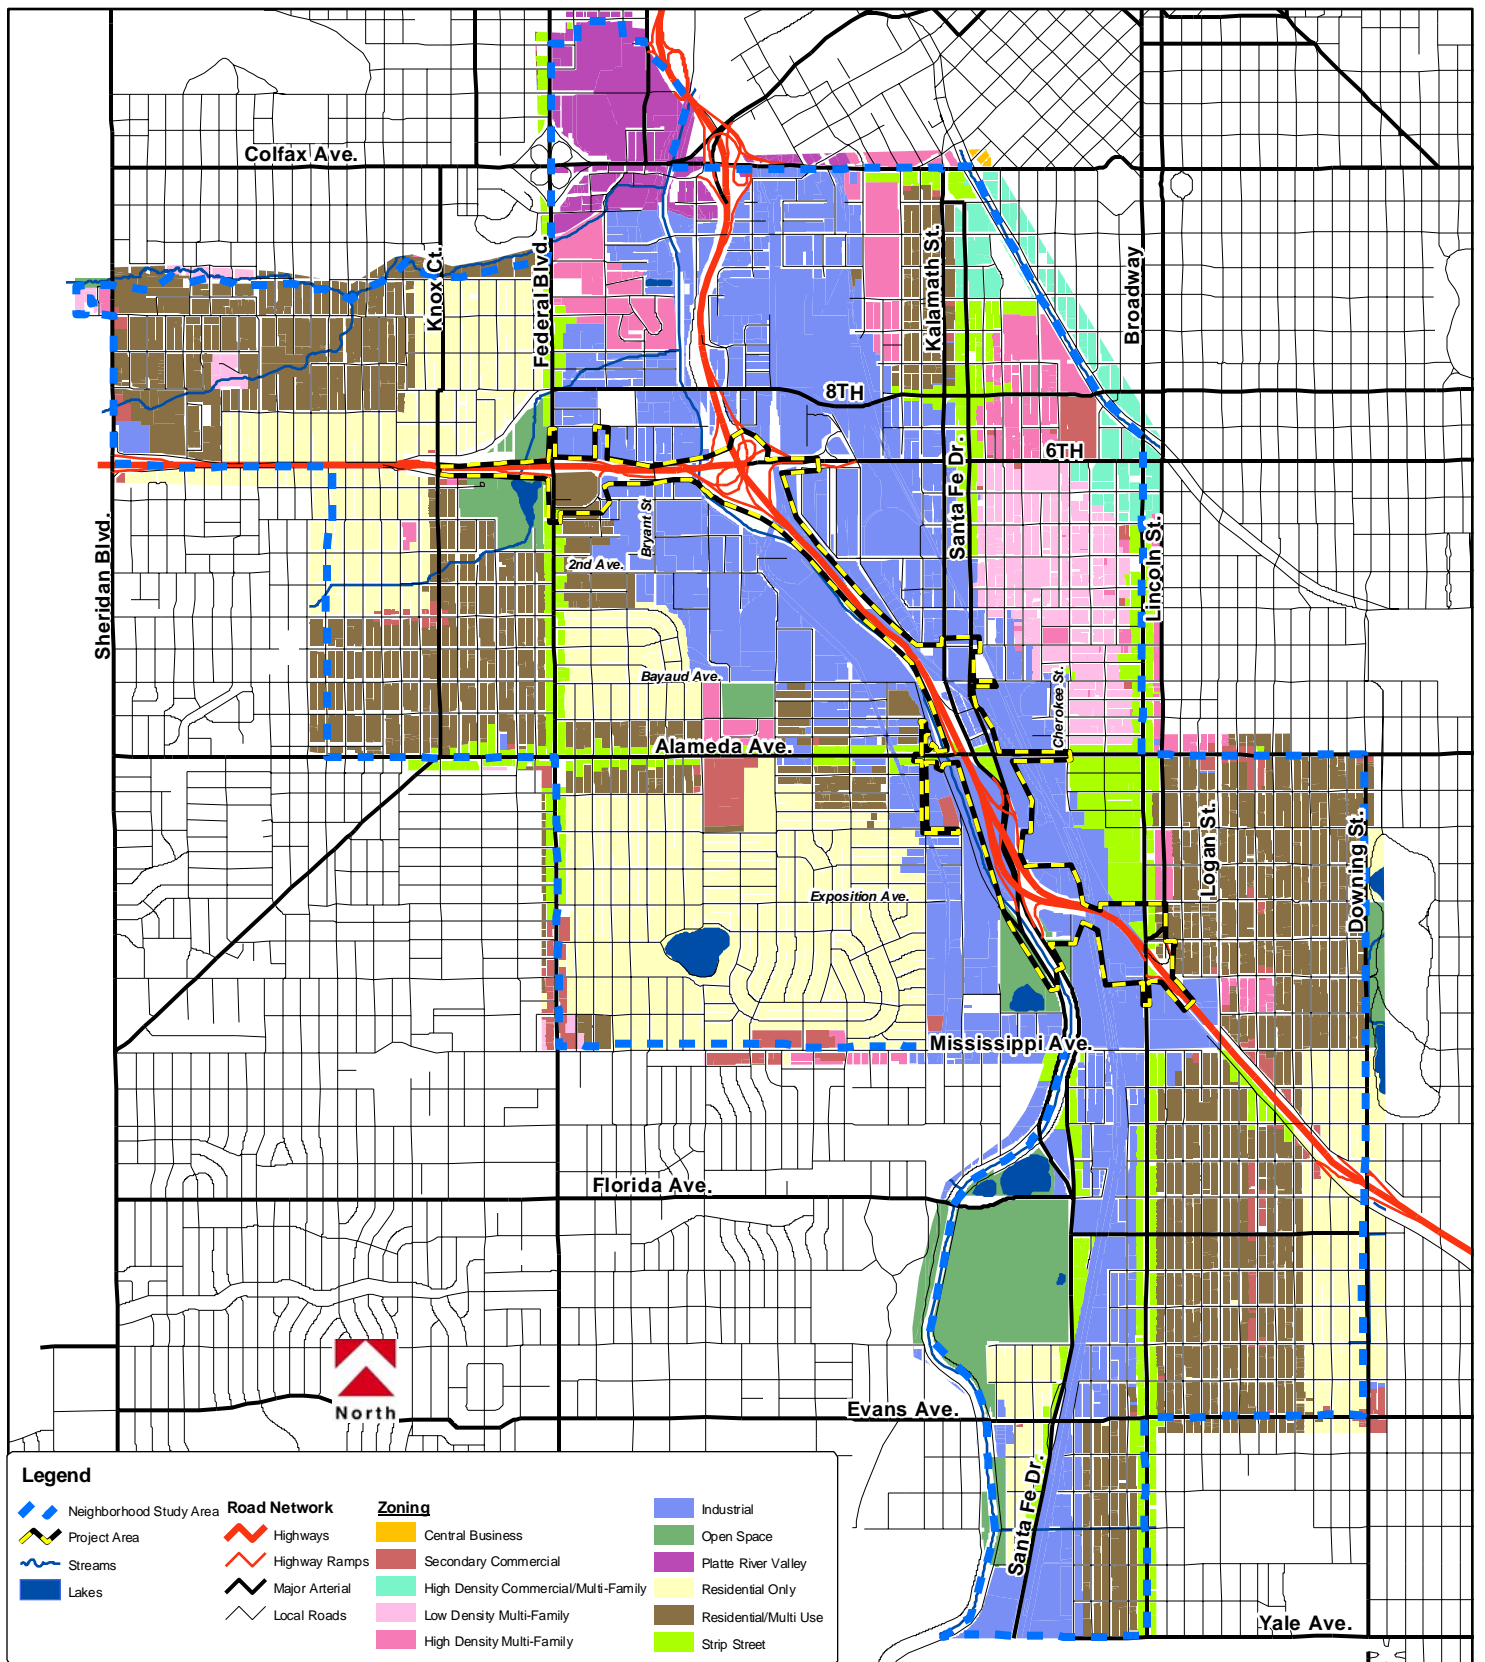 Colfax Ave.
Knox Ct.
Federal Blvd.
Kalamath St.
Broadway
8TH
6TH
Santa Fe Dr.
Bryant St
2nd Ave.
Sheridan Blvd.
Lincoln St.
Bayaud Ave.
Cherokee St.
Alameda Ave.
Logan St.
Downing St.
Exposition Ave.
Mississippi Ave.
Florida Ave.
North
Evans Ave.
Santa Fe Dr.
Yale Ave.
Legend
Neighborhood Study Area
Project Area
Streams
Lakes
Road Network
Highways
Highway Ramps
Major Arterial
Local Roads
Zoning
Central Business
Secondary Commercial
High Density Commercial/Multi-Family
Low Density Multi-Family
High Density Multi-Family
Industrial
Open Space
Platte River Valley
Residential Only
Residential/Multi Use
Strip Street